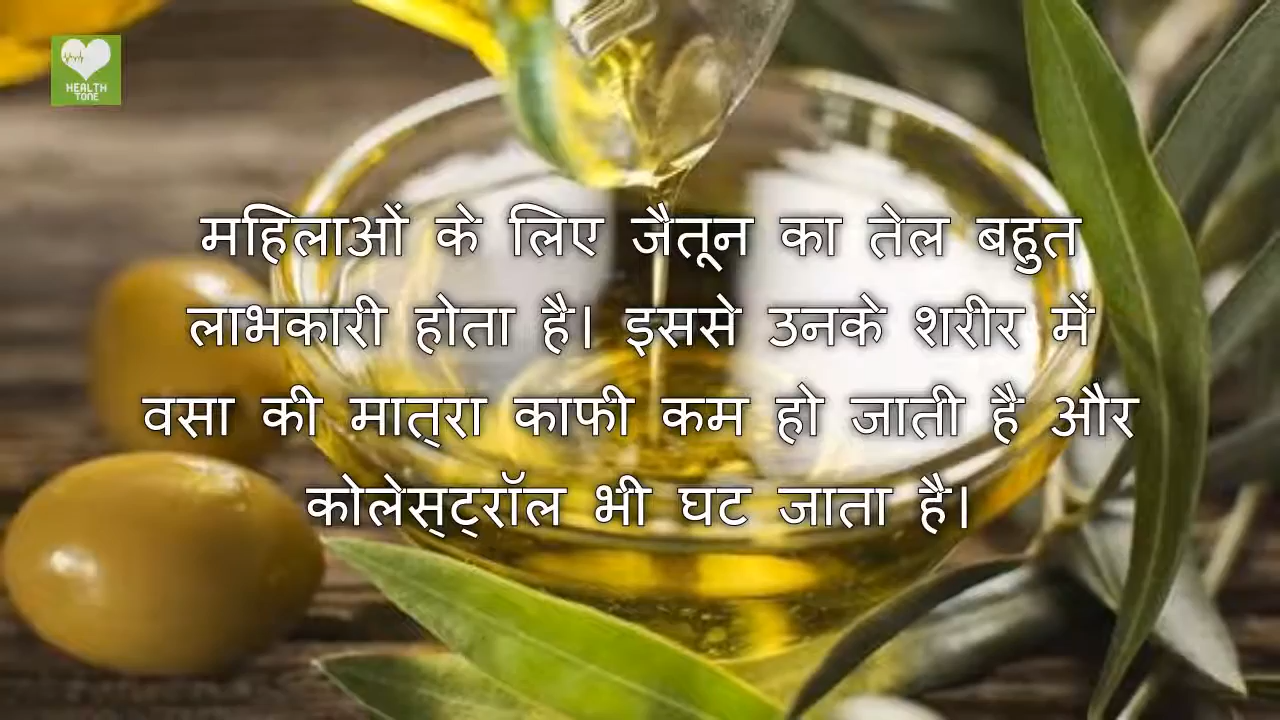 HEALTH
TONE
महिलाओं के लिए जैतून का तेल बहुत
लाभकारी होता है। इससे उनके शरीर में
वसा की मात्‌रा काफी कम हो जाती है और
कोलेस्‌ट्‌रॉल भी घट जाता है।